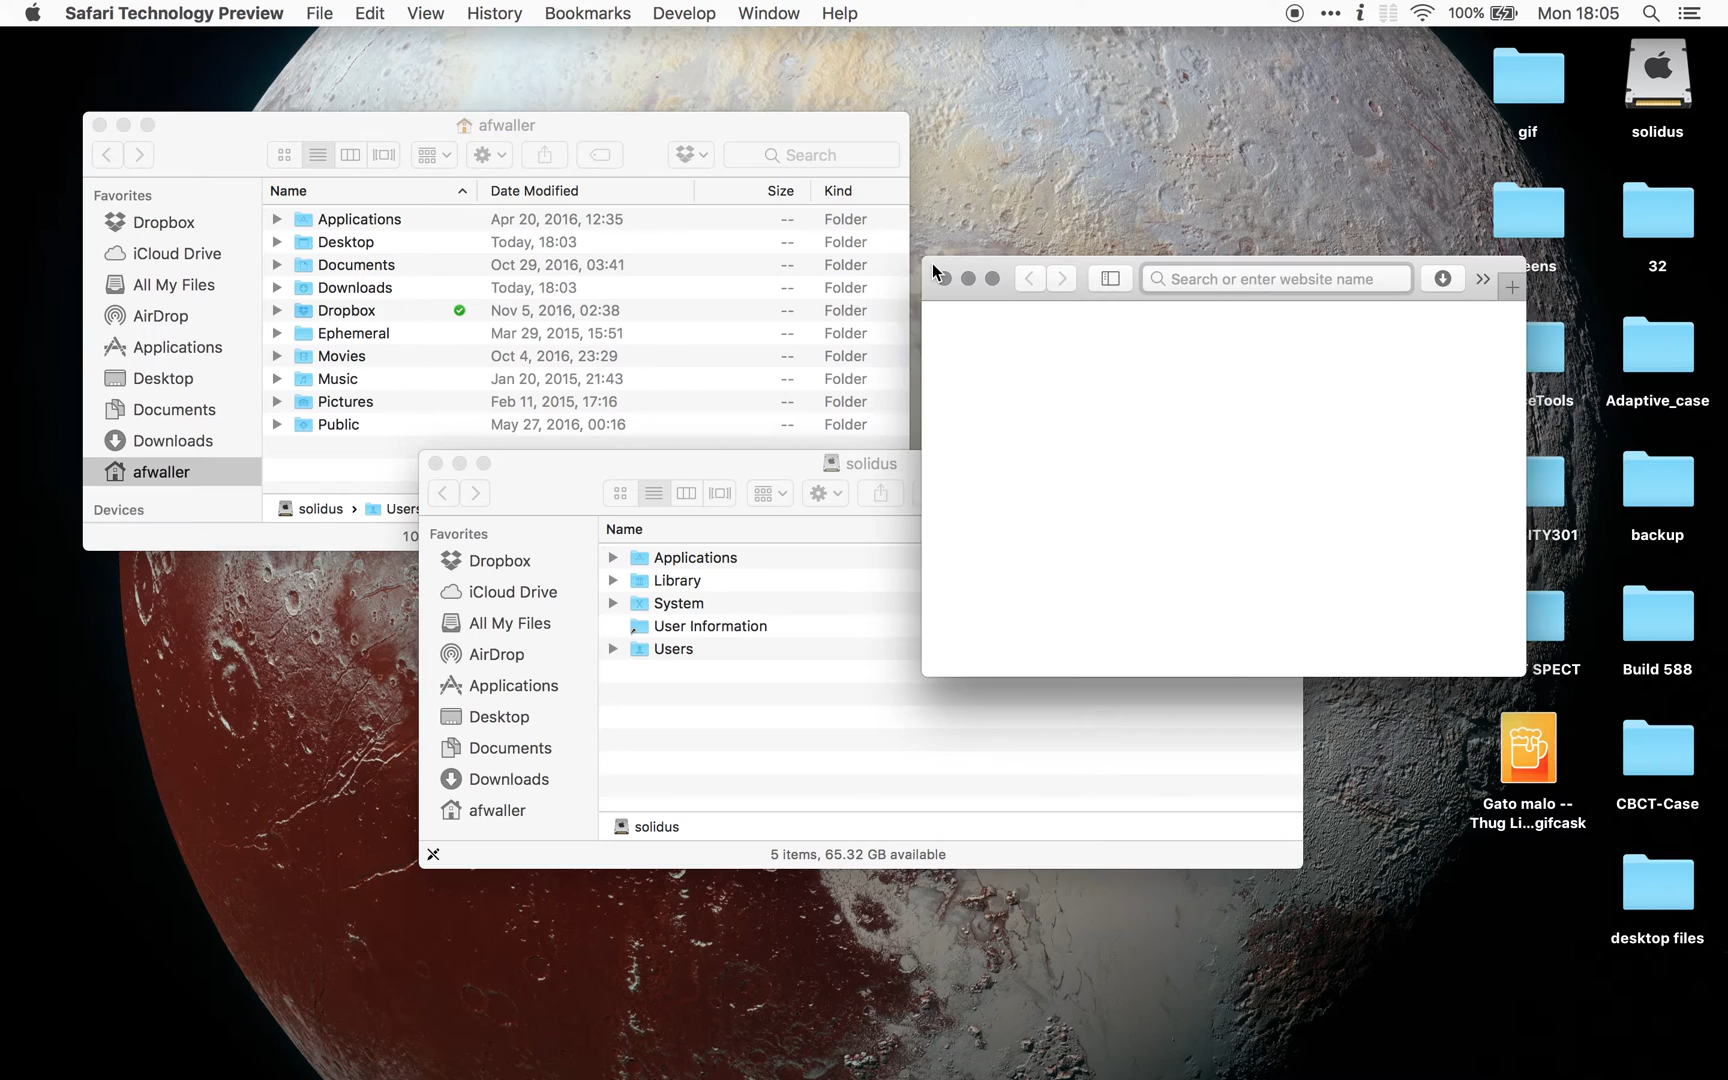 Safari Technology Preview File Edit View History Bookmarks Develop Window Help 100% Mon 18:05
afwaller
Search
Favorites
Dropbox
iCloud Drive
All My Files
AirDrop
Applications
Desktop
Documents
Downloads
afwaller
Devices
Name Date Modified Size Kind
Applications Apr 20, 2016, 12:35 -- Folder
Desktop Today, 18:03 -- Folder
Documents Oct 29, 2016, 03:41 -- Folder
Downloads Today, 18:03 -- Folder
Dropbox Nov 5, 2016, 02:38 -- Folder
Ephemeral Mar 29, 2015, 15:51 -- Folder
Movies Oct 4, 2016, 23:29 -- Folder
Music Jan 20, 2015, 21:43 -- Folder
Pictures Feb 11, 2015, 17:16 -- Folder
Public May 27, 2016, 00:16 -- Folder
solidus › Users
10
solidus
Favorites
Dropbox
iCloud Drive
All My Files
AirDrop
Applications
Desktop
Documents
Downloads
afwaller
Name
Applications
Library
System
User Information
Users
solidus
5 items, 65.32 GB available
Search or enter website name
gif
solidus
eens
32
ceTools
Adaptive_case
ITY301
backup
T SPECT
Build 588
Gato malo --
Thug Li...gifcask
CBCT-Case
desktop files